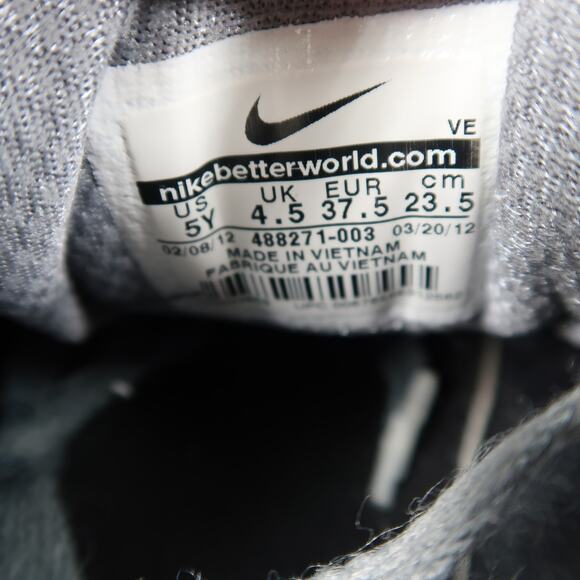 VE
nikebetterworld.com
US UK EUR cm
5Y 4.5 37.5 23.5
02/08/12 488271-003 03/20/12
MADE IN VIETNAM
FABRIQUE AU VIETNAM
UPC